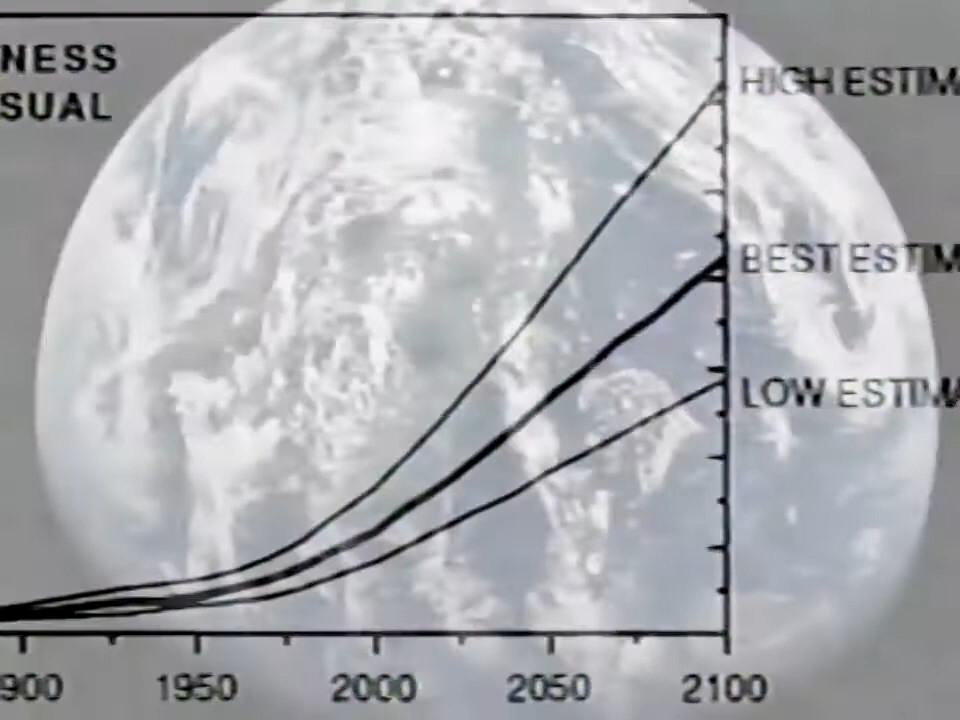 NESS
SUAL
HIGH ESTIM
BEST ESTIM
LOW ESTIM
900 1950 2000 2050 2100